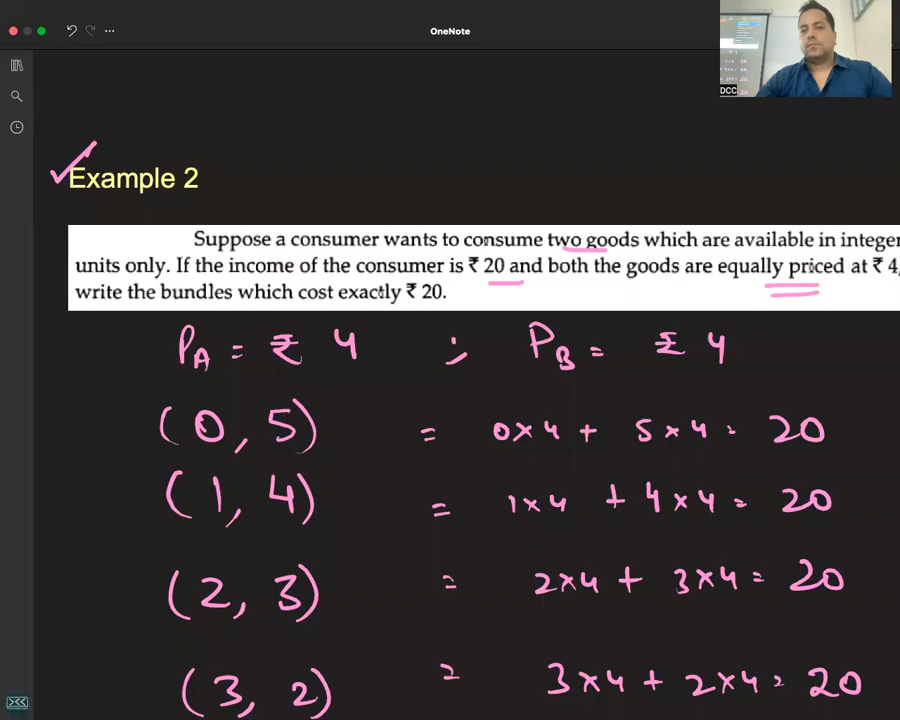 OneNote
DCC
Example 2
Suppose a consumer wants to consume two goods which are available in integer
units only. If the income of the consumer is ₹ 20 and both the goods are equally priced at ₹ 4,
write the bundles which cost exactly ₹ 20.
PA = ₹ 4 ; PB = ₹ 4
(0, 5) = 0×4 + 5×4 = 20
(1, 4) = 1×4 + 4×4 = 20
(2, 3) = 2×4 + 3×4 = 20
(3, 2) = 3×4 + 2×4 = 20